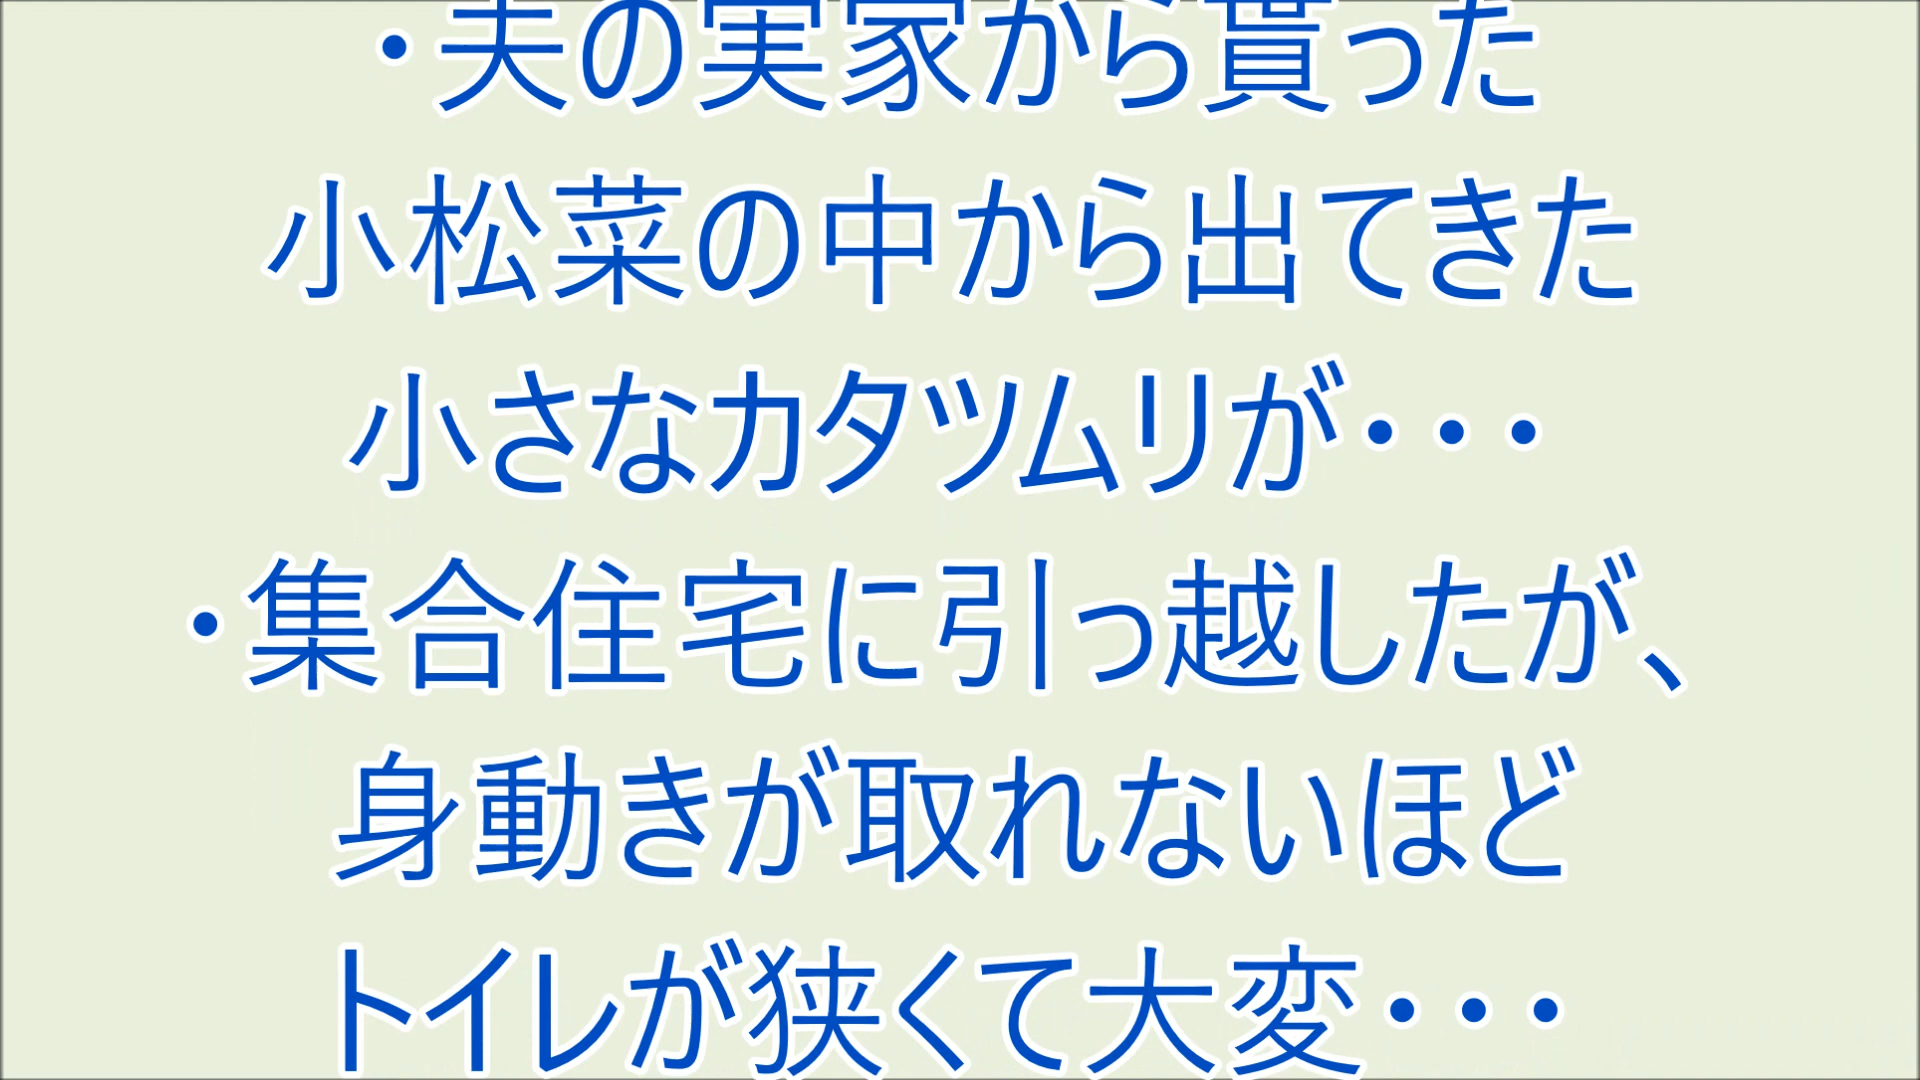 ・夫の実家から貰った
小松菜の中から出てきた
小さなカタツムリが・・・
・集合住宅に引っ越したが、
身動きが取れないほど
トイレが狭くて大変・・・